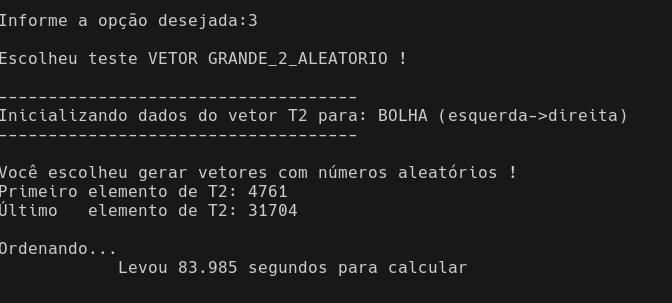 Informe a opção desejada:3
Escolheu teste VETOR GRANDE_2_ALEATORIO !
------------------------------------
Inicializando dados do vetor T2 para: BOLHA (esquerda->direita)
------------------------------------
Você escolheu gerar vetores com números aleatórios !
Primeiro elemento de T2: 4761
Último   elemento de T2: 31704
Ordenando...
            Levou 83.985 segundos para calcular